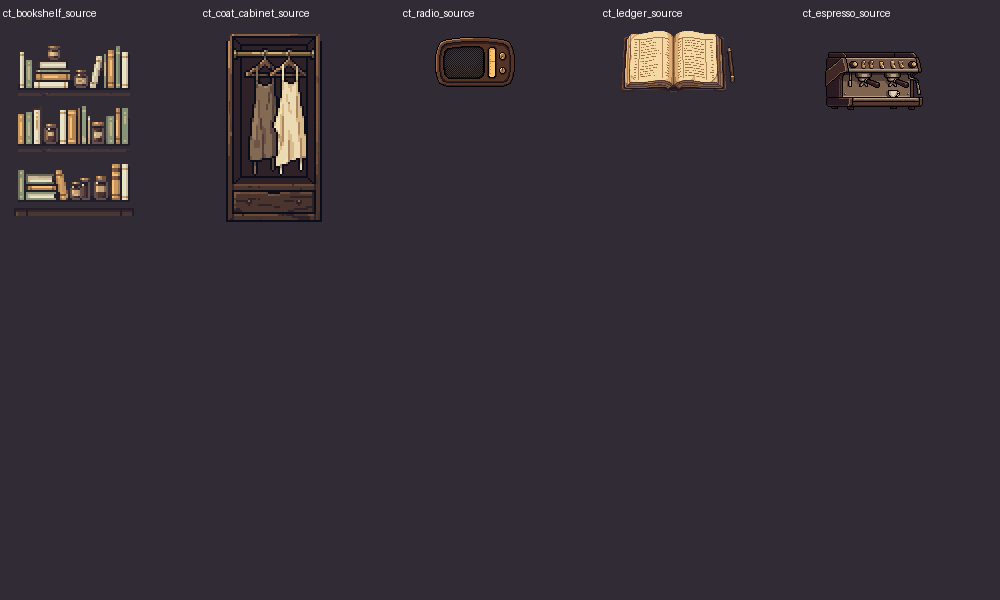 ct_bookshelf_source
ct_coat_cabinet_source
ct_radio_source
ct_ledger_source
ct_espresso_source